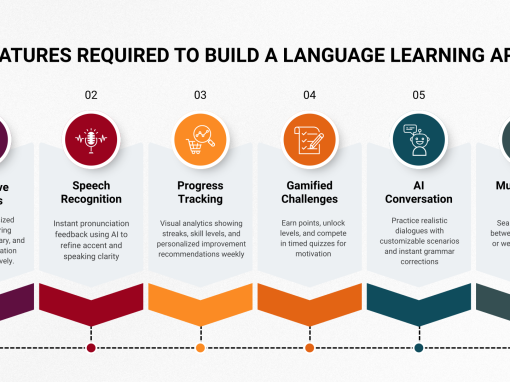 ATURES REQUIRED TO BUILD A LANGUAGE LEARNING AP
02
03
04
05
ve
s
ized
ring
ary, and
ation
vely.
Speech
Recognition
Instant pronunciation
feedback using AI to
refine accent and
speaking clarity
Progress
Tracking
Visual analytics showing
streaks, skill levels, and
personalized improvement
recommendations weekly
Gamified
Challenges
Earn points, unlock
levels, and compete
in timed quizzes for
motivation
AI
Conversation
Practice realistic
dialogues with
customizable scenarios
and instant grammar
corrections
Mu
Sea
betwe
or we